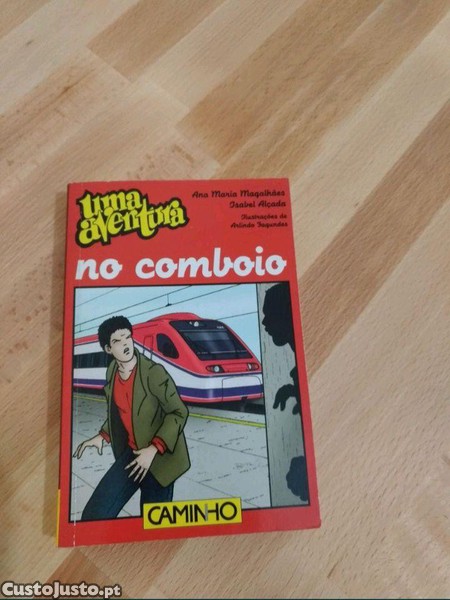 uma
aventura
Ana Maria Magalhães
Isabel Alçada
Ilustrações de
Arlindo Fagundes
no comboio
CAMINHO
CustoJusto.pt